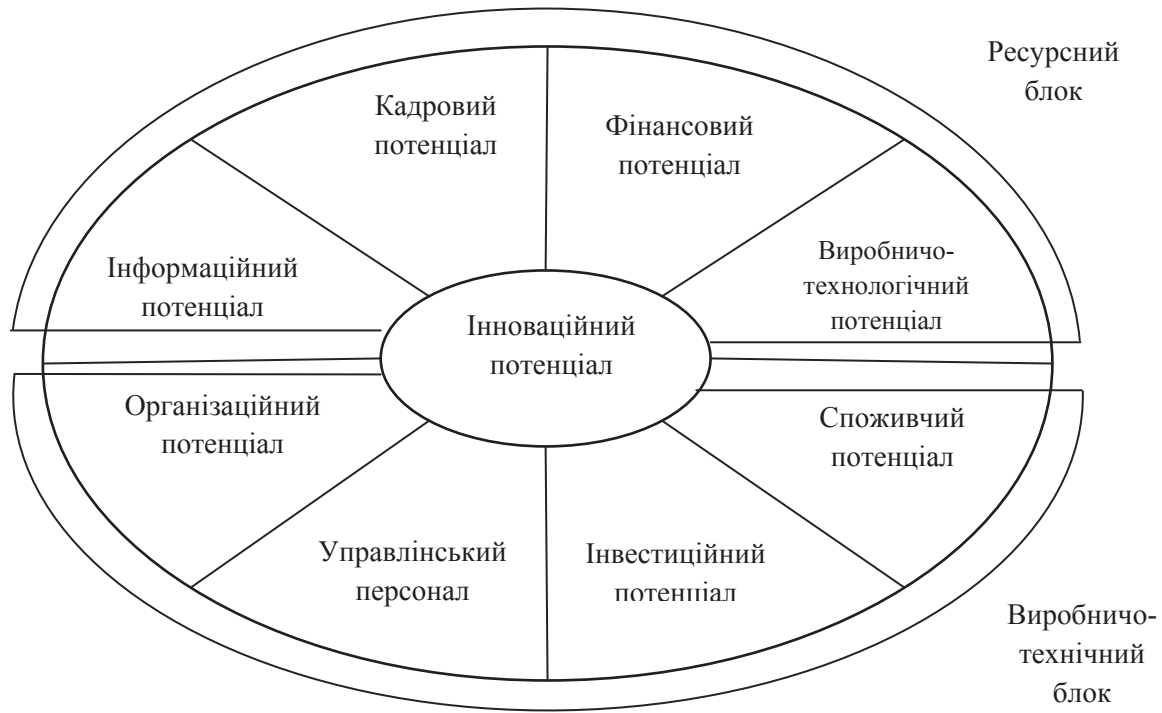 Ресурсний
блок
Кадровий
потенціал
Фінансовий
потенціал
Інформаційний
потенціал
Виробничо-
технологічний
потенціал
Інноваційний
потенціал
Організаційний
потенціал
Споживчий
потенціал
Управлінський
персонал
Інвестиційний
потенціал
Виробничо-
технічний
блок